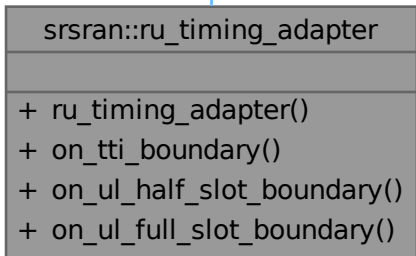 srsran::ru_timing_adapter
+ ru_timing_adapter()
+ on_tti_boundary()
+ on_ul_half_slot_boundary()
+ on_ul_full_slot_boundary()